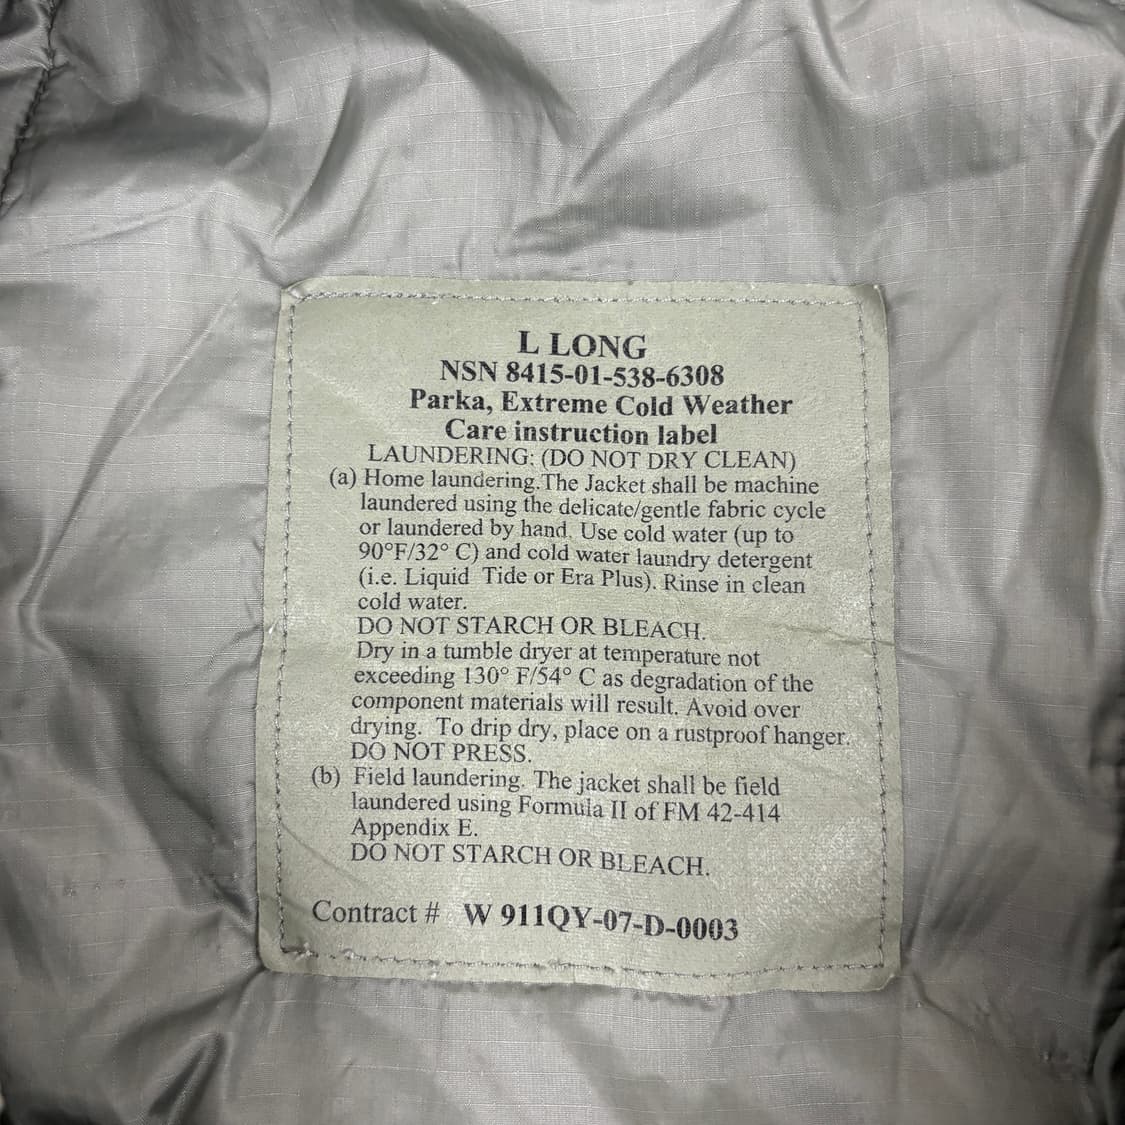 L LONG
NSN 8415-01-538-6308
Parka, Extreme Cold Weather
Care instruction label
LAUNDERING: (DO NOT DRY CLEAN)
(a) Home laundering.The Jacket shall be machine
laundered using the delicate/gentle fabric cycle
or laundered by hand. Use cold water (up to
90°F/32° C) and cold water laundry detergent
(i.e. Liquid Tide or Era Plus). Rinse in clean
cold water.
DO NOT STARCH OR BLEACH.
Dry in a tumble dryer at temperature not
exceeding 130° F/54° C as degradation of the
component materials will result. Avoid over
drying. To drip dry, place on a rustproof hanger.
DO NOT PRESS.
(b) Field laundering. The jacket shall be field
laundered using Formula II of FM 42-414
Appendix E.
DO NOT STARCH OR BLEACH.
Contract # W 911QY-07-D-0003